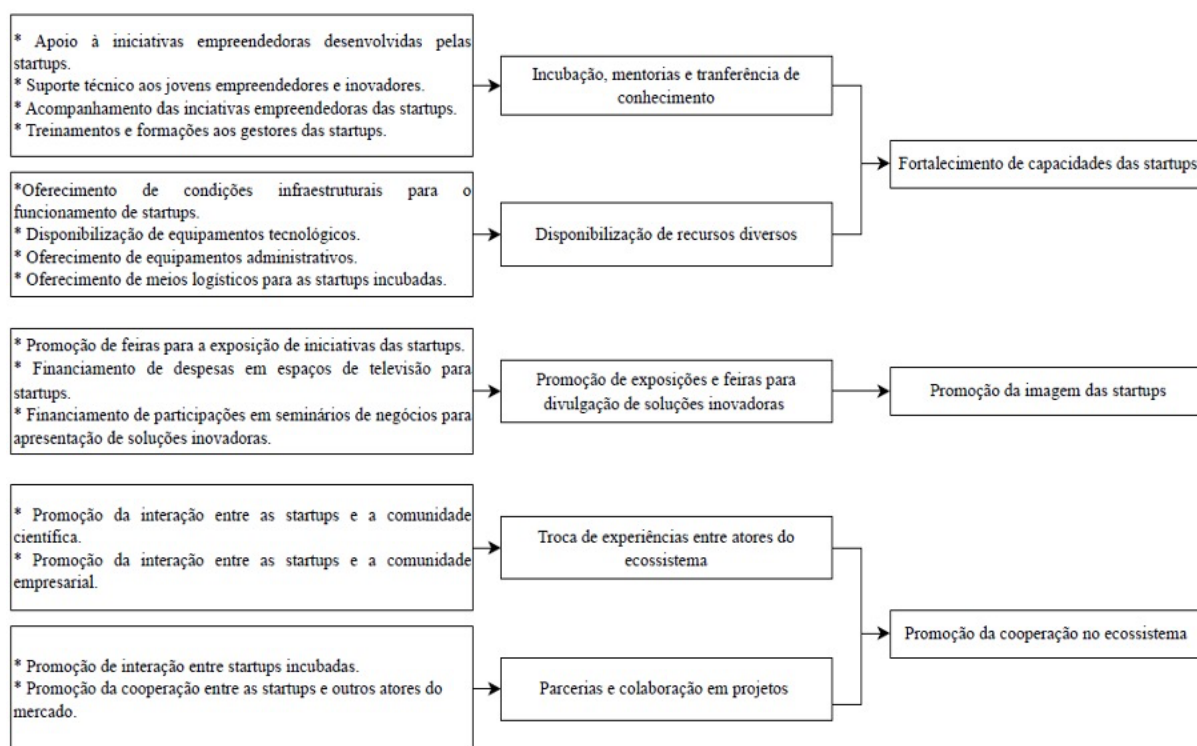 * Apoio à iniciativas empreendedoras desenvolvidas pelas
startups.
* Suporte técnico aos jovens empreendedores e inovadores.
* Acompanhamento das inciativas empreendedoras das startups.
* Treinamentos e formações aos gestores das startups.
Incubação, mentorias e tranferência de
conhecimento
Fortalecimento de capacidades das startups
*Oferecimento de condições infraestruturais para o
funcionamento de startups.
* Disponibilização de equipamentos tecnológicos.
* Oferecimento de equipamentos administrativos.
* Oferecimento de meios logísticos para as startups incubadas.
Disponibilização de recursos diversos
* Promoção de feiras para a exposição de iniciativas das startups.
* Financiamento de despesas em espaços de televisão para
startups.
* Financiamento de participações em seminários de negócios para
apresentação de soluções inovadoras.
Promoção de exposições e feiras para
divulgação de soluções inovadoras
Promoção da imagem das startups
* Promoção da interação entre as startups e a comunidade
científica.
* Promoção da interação entre as startups e a comunidade
empresarial.
Troca de experiências entre atores do
ecossistema
Promoção da cooperação no ecossistema
* Promoção de interação entre startups incubadas.
* Promoção da cooperação entre as startups e outros atores do
mercado.
Parcerias e colaboração em projetos